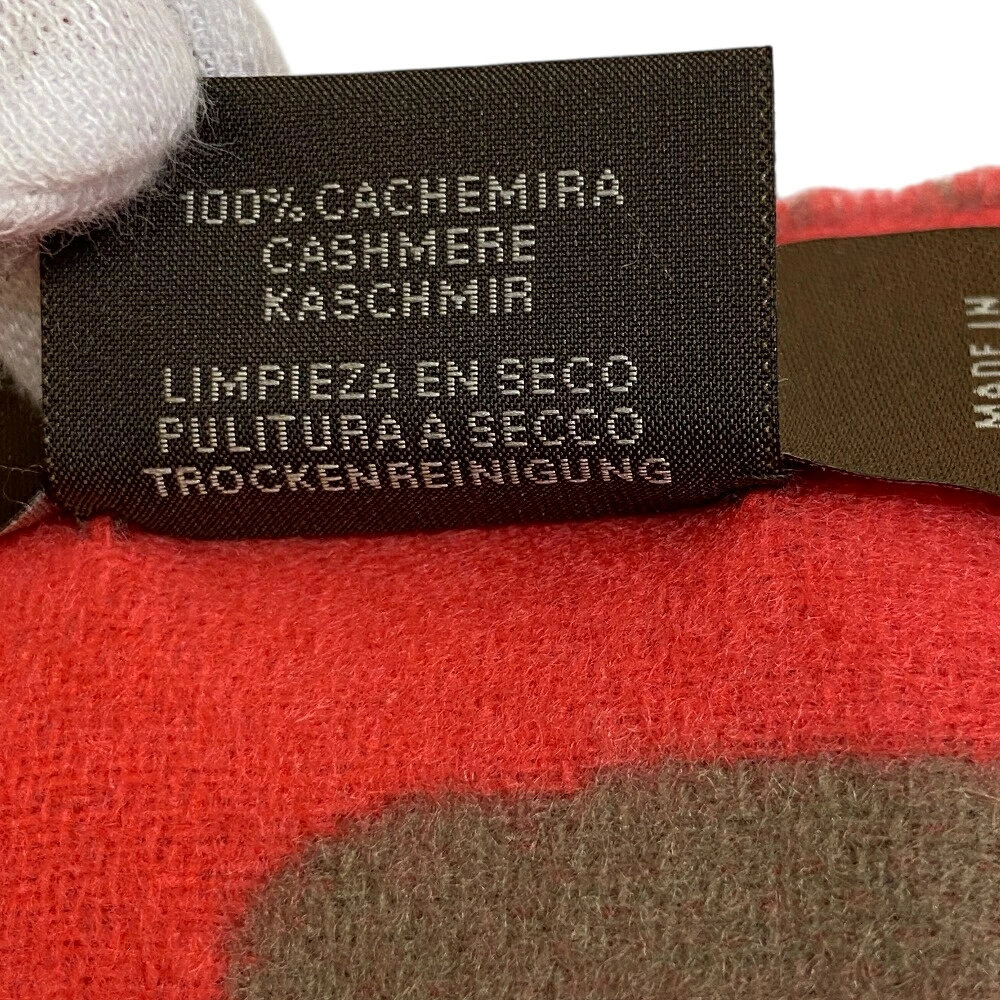 100% CACHEMIRA
CASHMERE
KASCHMIR
LIMPIEZA EN SECO
PULITURA A SECCO
TROCKENREINIGUNG
MADE IN